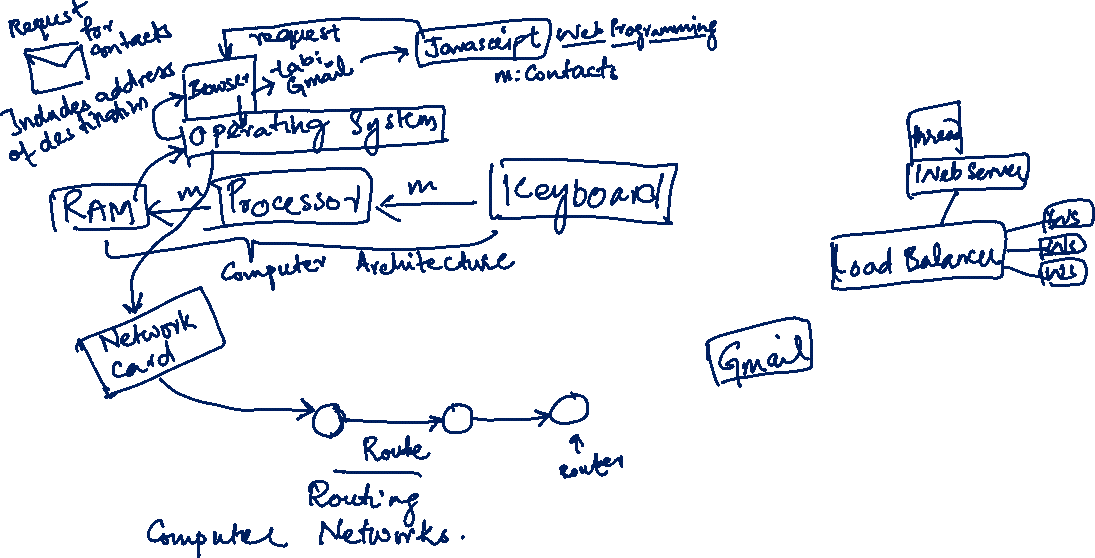 Request
for
contacts
Includes address
of destination
request
Browser
tabi
Gmail
Javascript
Web Programming
m: Contacts
Operating System
RAM
m
Processor
m
Keyboard
Computer Architecture
Network
card
Route
Routing
Computer Networks.
router
Gmail
thread
Web Server
Load Balancer
WS
WS
WS